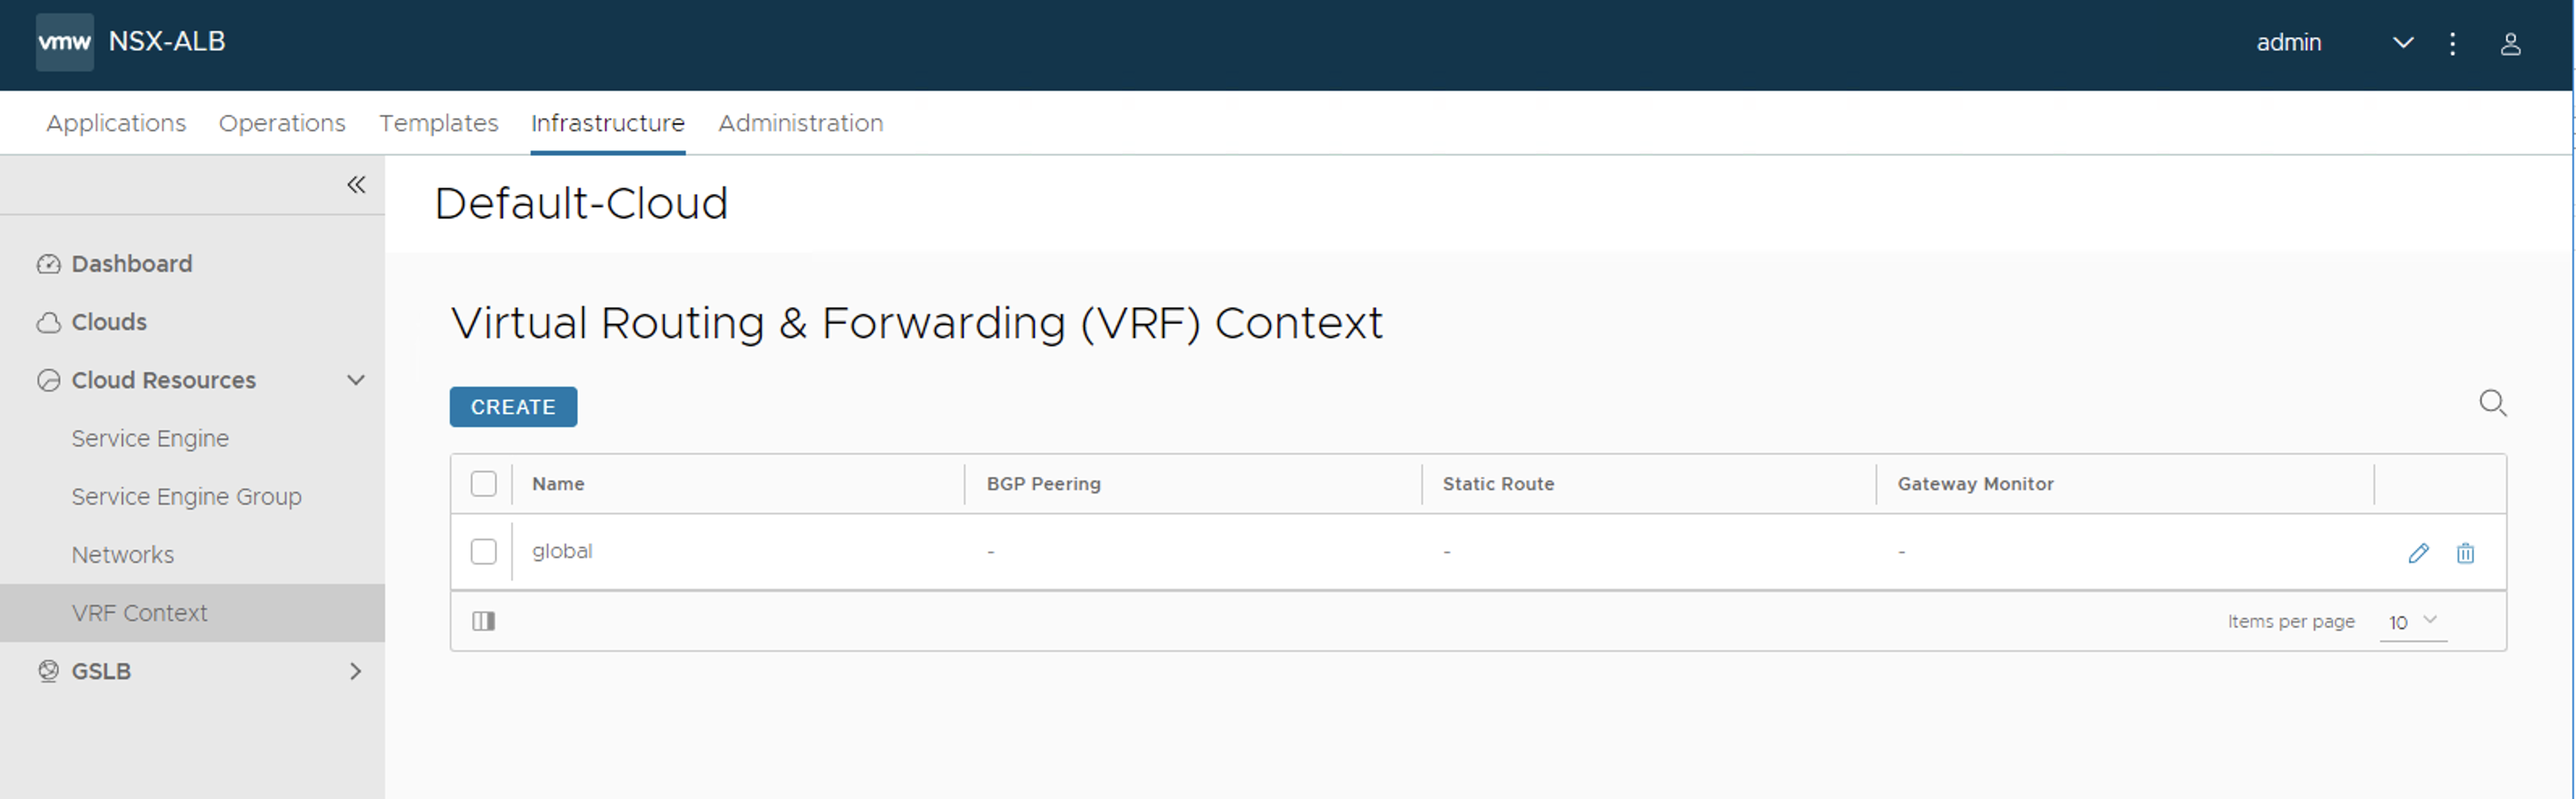 vmw NSX-ALB admin
Applications Operations Templates Infrastructure Administration
Default-Cloud
Dashboard
Clouds
Cloud Resources
Service Engine
Service Engine Group
Networks
VRF Context
GSLB
Virtual Routing & Forwarding (VRF) Context
CREATE
Name BGP Peering Static Route Gateway Monitor
global - - -
Items per page 10